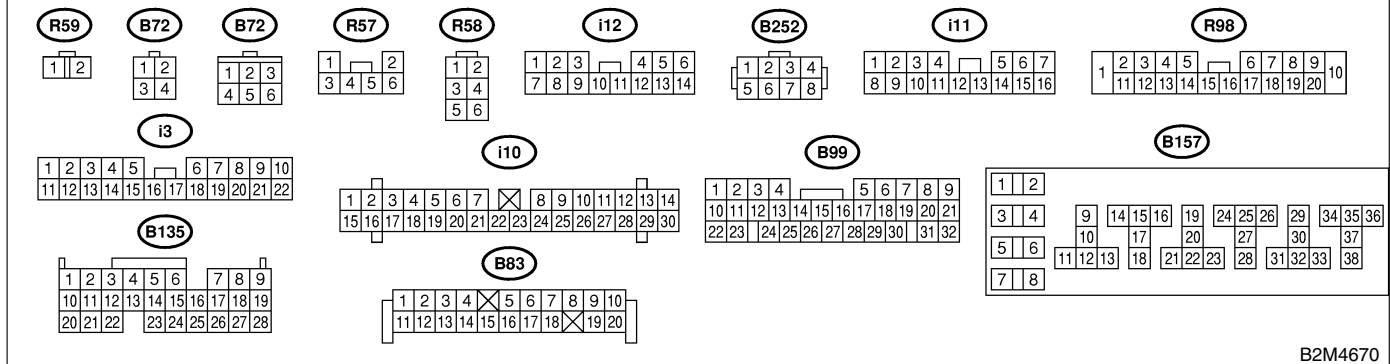 R59 B72 B72 R57 R58 i12 B252 i11 R98
1 2
1 2
3 4
1 2 3
4 5 6
1 2
3 4 5 6
1 2
3 4
5 6
1 2 3 4 5 6
7 8 9 10 11 12 13 14
1 2 3 4
5 6 7 8
1 2 3 4 5 6 7
8 9 10 11 12 13 14 15 16
1 2 3 4 5 6 7 8 9 10
11 12 13 14 15 16 17 18 19 20
i3
1 2 3 4 5 6 7 8 9 10
11 12 13 14 15 16 17 18 19 20 21 22
i10
1 2 3 4 5 6 7 8 9 10 11 12 13 14
15 16 17 18 19 20 21 22 23 24 25 26 27 28 29 30
B99
1 2 3 4 5 6 7 8 9
10 11 12 13 14 15 16 17 18 19 20 21
22 23 24 25 26 27 28 29 30 31 32
B157
1 2
3 4 9 14 15 16 19 24 25 26 29 34 35 36
10 17 20 27 30 37
5 6 11 12 13 18 21 22 23 28 31 32 33 38
7 8
B135
1 2 3 4 5 6 7 8 9
10 11 12 13 14 15 16 17 18 19
20 21 22 23 24 25 26 27 28
B83
1 2 3 4 5 6 7 8 9 10
11 12 13 14 15 16 17 18 19 20
B2M4670